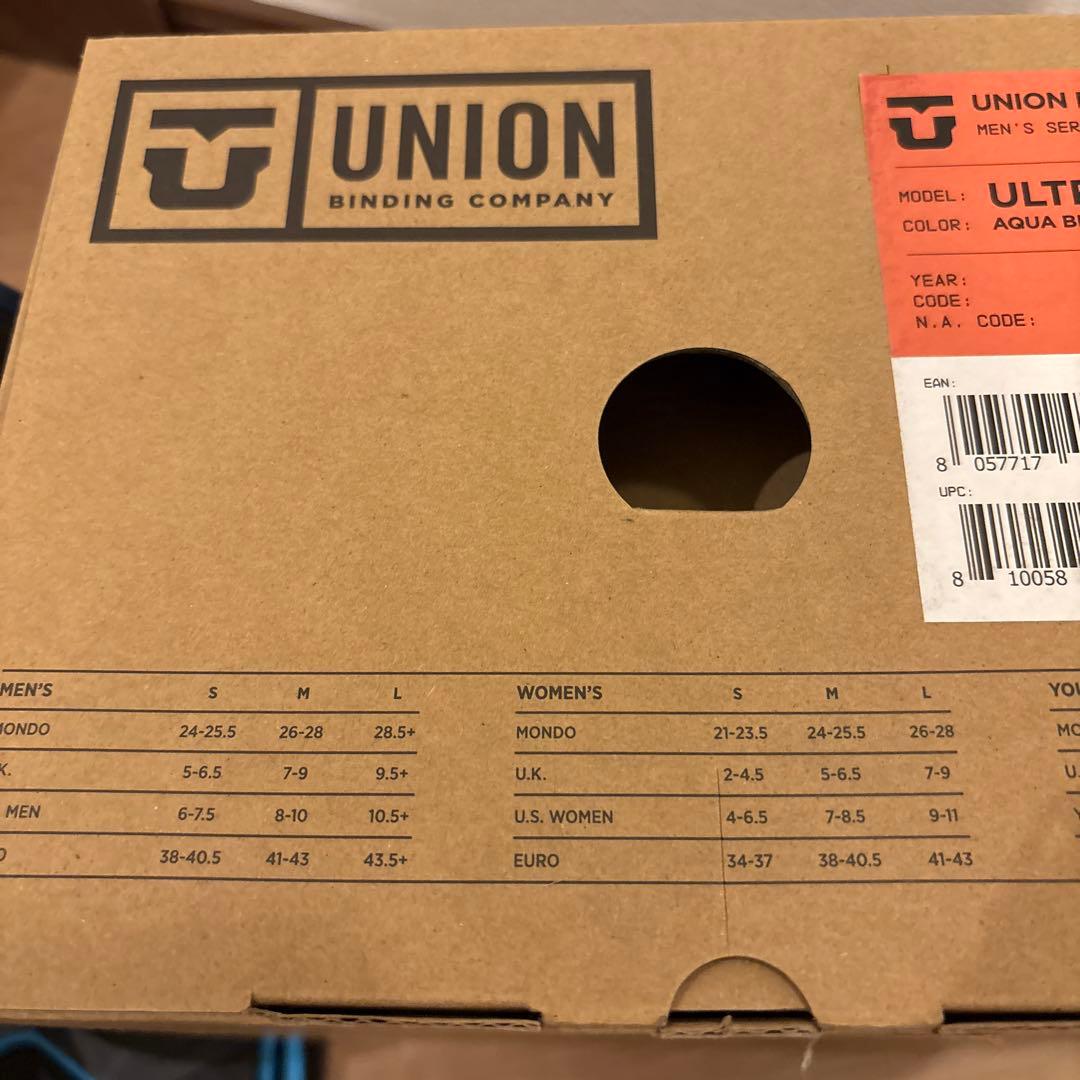 UNION
BINDING COMPANY
UNION
MEN'S SER
MODEL: ULT
COLOR: AQUA B
YEAR:
CODE:
N.A. CODE:
EAN:
8 057717
UPC:
8 10058
MEN'S S M L
MONDO 24-25.5 26-28 28.5+
K. 5-6.5 7-9 9.5+
MEN 6-7.5 8-10 10.5+
O 38-40.5 41-43 43.5+
WOMEN'S S M L
MONDO 21-23.5 24-25.5 26-28
U.K. 2-4.5 5-6.5 7-9
U.S. WOMEN 4-6.5 7-8.5 9-11
EURO 34-37 38-40.5 41-43
YOU
MO
U.